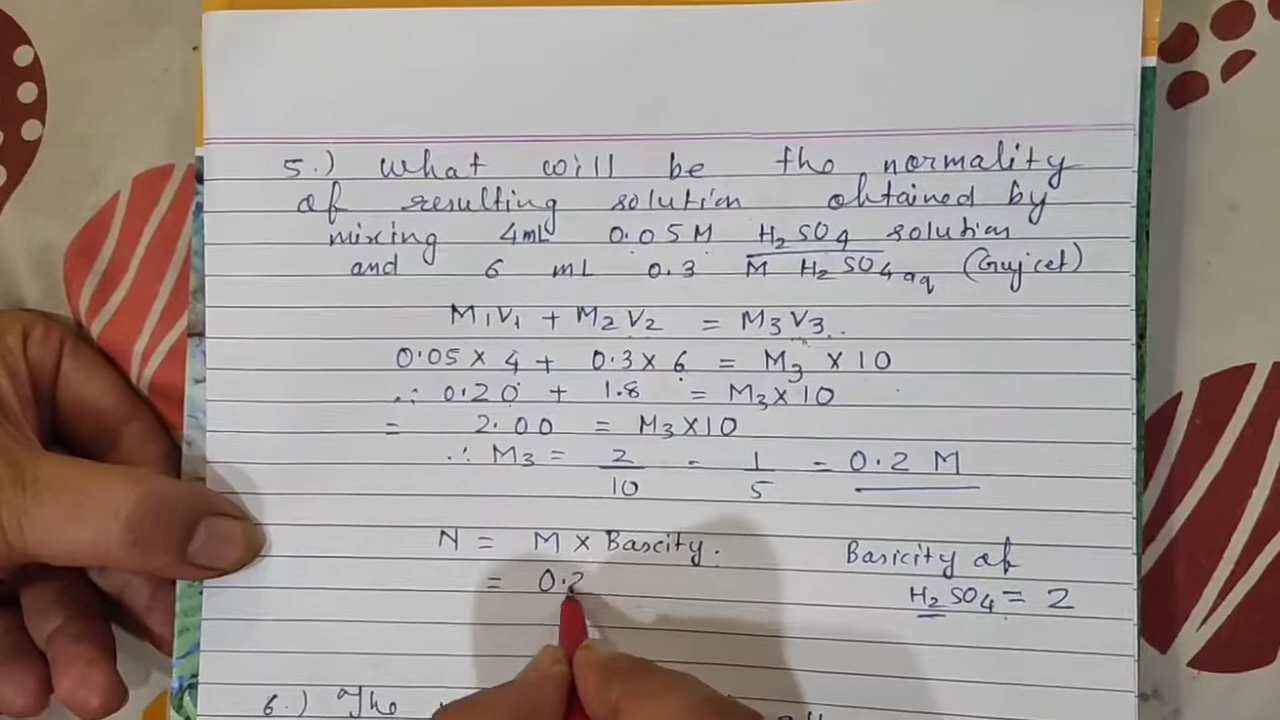 5.) What will be the normality
of resulting solution obtained by
mixing 4mL 0.05M H2SO4 solution
and 6 mL 0.3 M H2SO4 aq (Gujcet)
M1V1 + M2V2 = M3V3.
0.05 × 4 + 0.3 × 6 = M3 × 10
∴ 0.20 + 1.8 = M3×10
= 2.00 = M3×10
∴ M3 = 2/10 = 1/5 = 0.2 M
N = M × Bascity.
Basicity of
= 0.2
H2SO4 = 2
6.) The